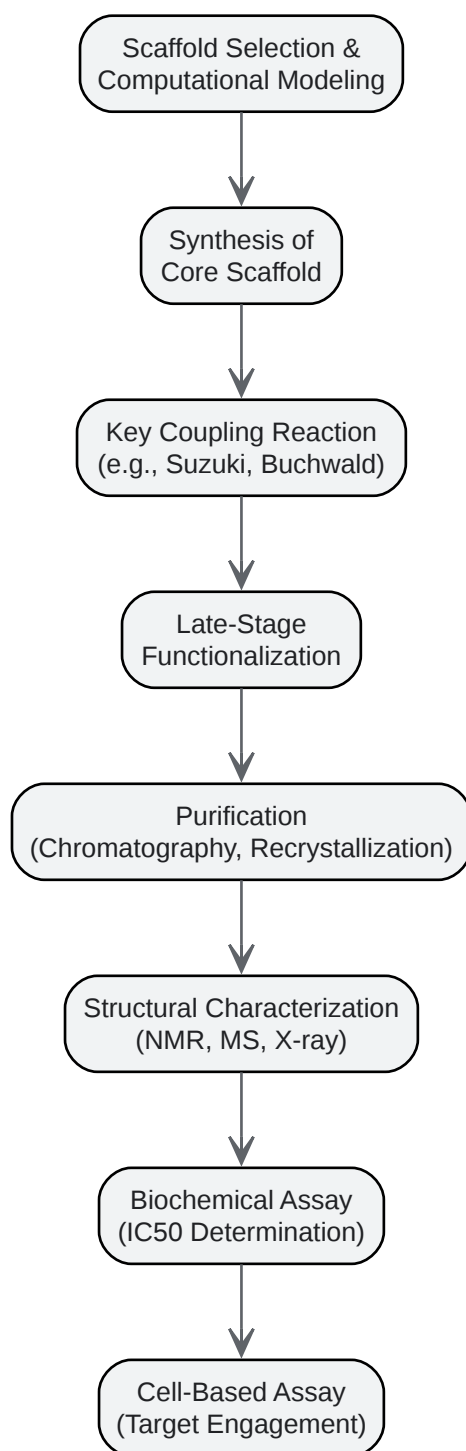 Scaffold Selection &
Computational Modeling
Synthesis of
Core Scaffold
Key Coupling Reaction
(e.g., Suzuki, Buchwald)
Late-Stage
Functionalization
Purification
(Chromatography, Recrystallization)
Structural Characterization
(NMR, MS, X-ray)
Biochemical Assay
(IC50 Determination)
Cell-Based Assay
(Target Engagement)